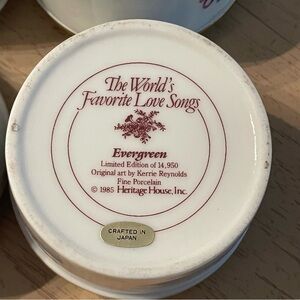 The World's
Favorite Love Songs
Evergreen
Limited Edition of 14,950
Original art by Kerrie Reynolds
Fine Porcelain
© 1985 Heritage House, Inc.
CRAFTED IN
JAPAN